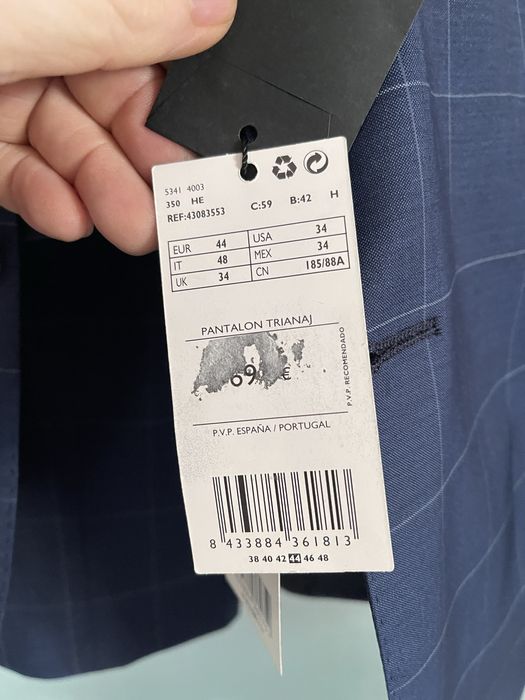 5341 4003
350 HE
REF:43083553 C:59 B:42 H
EUR 44 USA 34
IT 48 MEX 34
UK 34 CN 185/88A
PANTALON TRIANAJ
69 €
P.V.P. RECOMENDADO
P.V.P. ESPAÑA / PORTUGAL
8 433884 361813
38 40 42 44 46 48